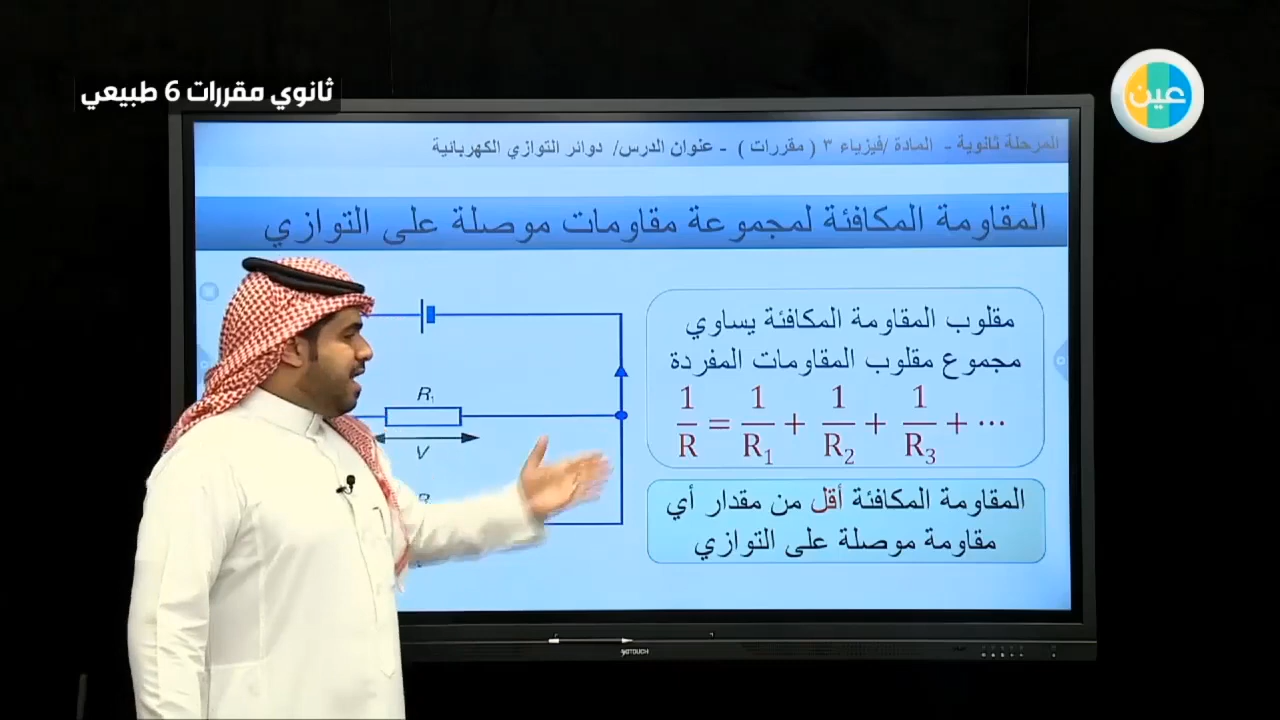 ثانوي مقررات 6 طبيعي
عين
المرحلة ثانوية - المادة /فيزياء ٣ ( مقررات ) - عنوان الدرس/ دوائر التوازي الكهربائية
المقاومة المكافئة لمجموعة مقاومات موصلة على التوازي
مقلوب المقاومة المكافئة يساوي
مجموع مقلوب المقاومات المفردة
1/R = 1/R₁ + 1/R₂ + 1/R₃ + ⋯
المقاومة المكافئة أقل من مقدار أي
مقاومة موصلة على التوازي
R₁
V
R